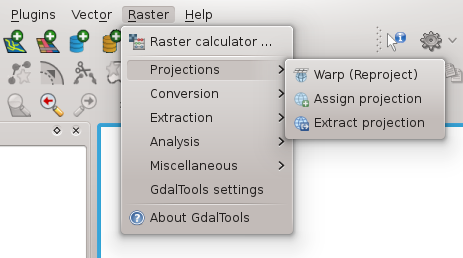 Plugins Vector Raster Help
Raster calculator ...
Projections
Warp (Reproject)
Conversion
Assign projection
Extraction
Extract projection
Analysis
Miscellaneous
GdalTools settings
About GdalTools